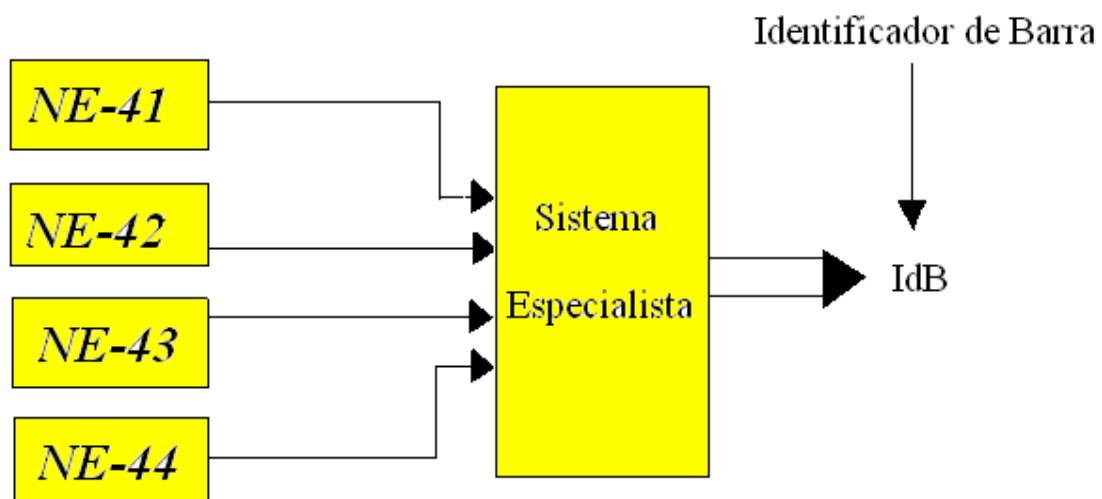 Identificador de Barra
NE-41
NE-42
NE-43
NE-44
Sistema
Especialista
IdB